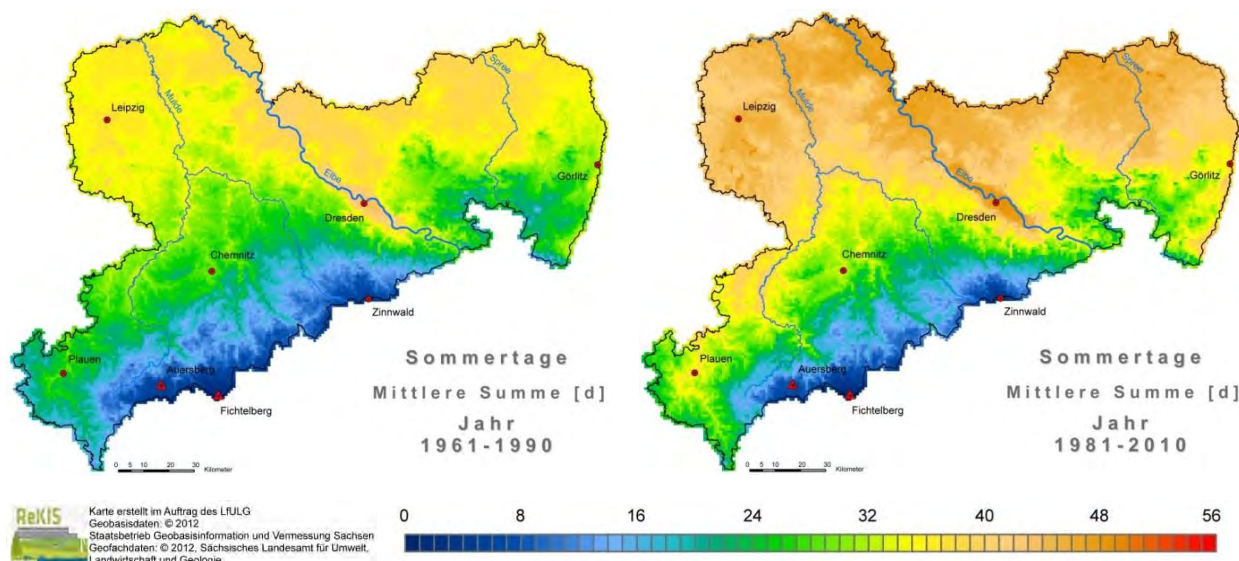 Leipzig
Mulde
Elbe
Spree
Görlitz
Dresden
Chemnitz
Zinnwald
Plauen
Auersberg
Fichtelberg
Sommertage
Mittlere Summe [d]
Jahr
1961-1990
0 5 10 20 30
Kilometer
Leipzig
Mulde
Elbe
Spree
Görlitz
Dresden
Chemnitz
Zinnwald
Plauen
Auersberg
Fichtelberg
Sommertage
Mittlere Summe [d]
Jahr
1981-2010
0 5 10 20 30
Kilometer
ReKIS
Karte erstellt im Auftrag des LfULG
Geobasisdaten: © 2012
Staatsbetrieb Geobasisinformation und Vermessung Sachsen
Geofachdaten: © 2012, Sächsisches Landesamt für Umwelt,
Landwirtschaft und Geologie
0 8 16 24 32 40 48 56